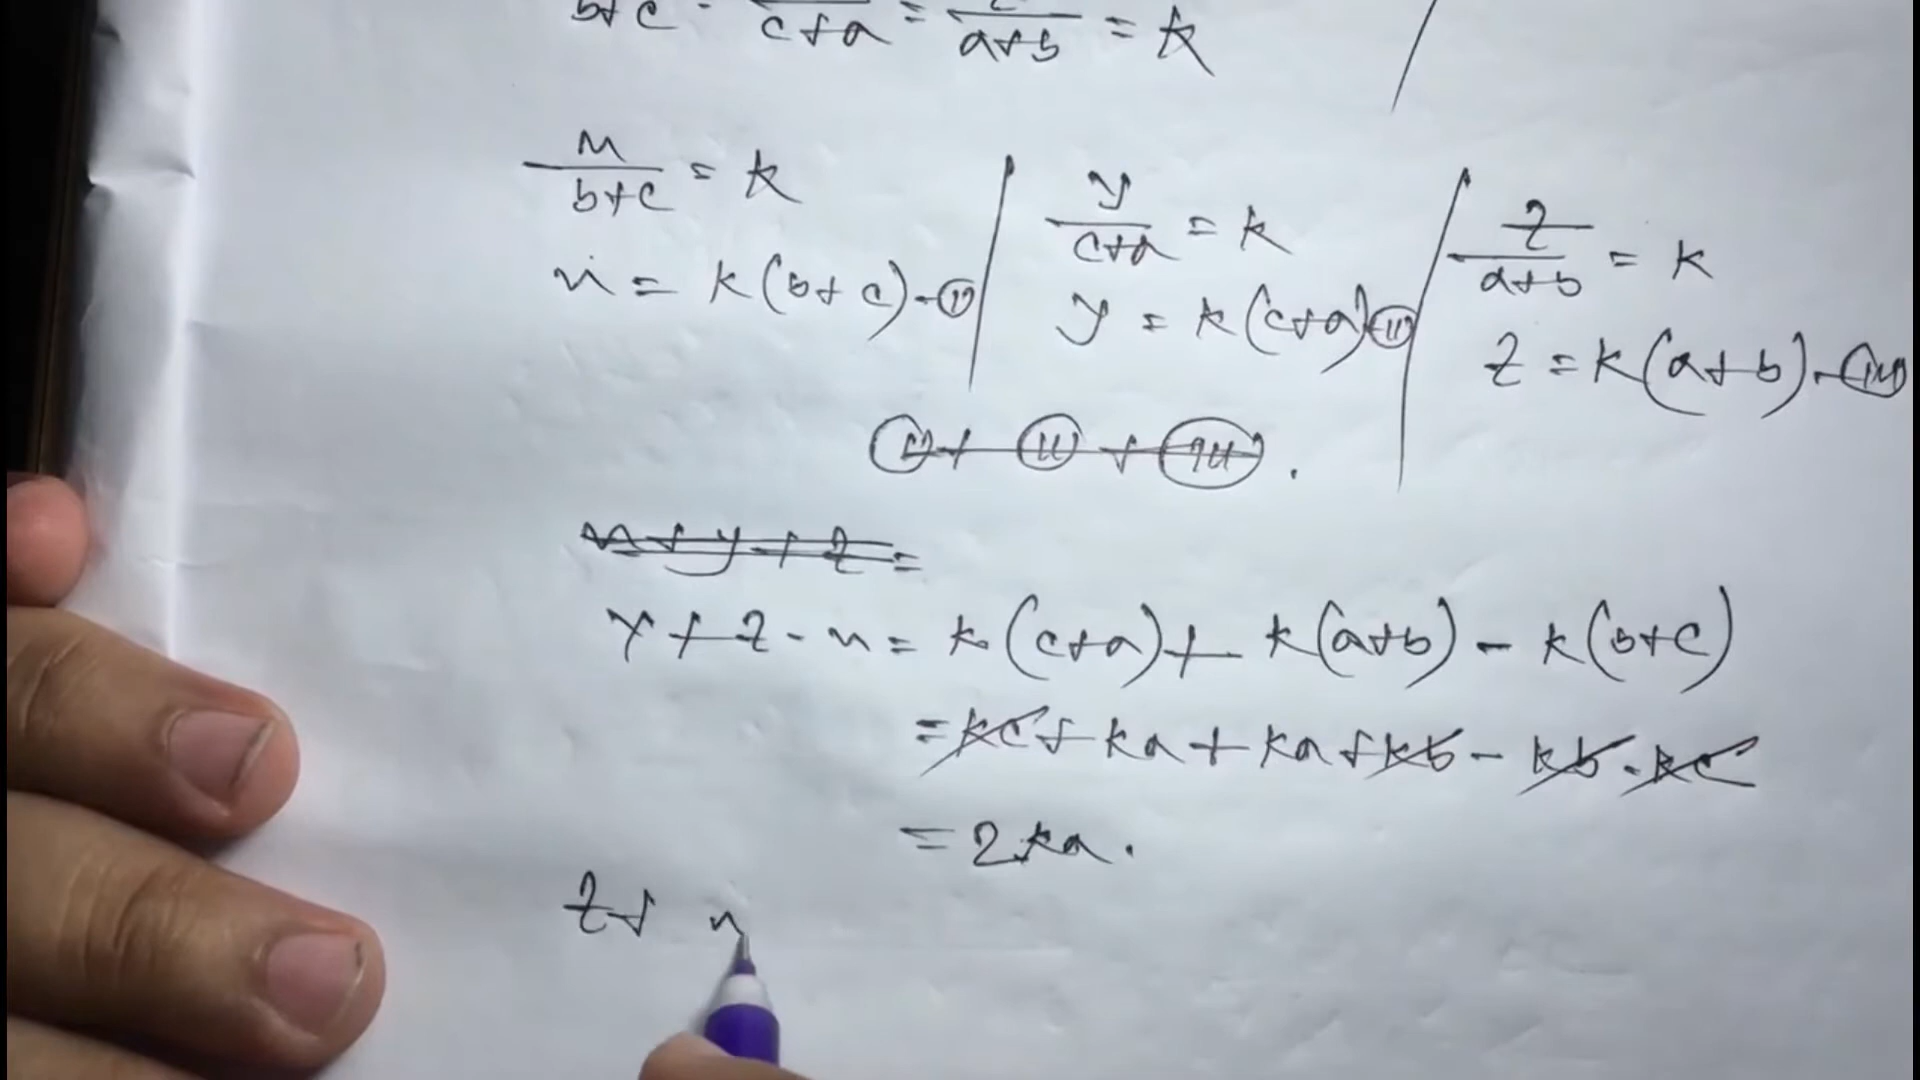 b+c = c+a = z/a+b = k
x/b+c = k | y/c+a = k | z/a+b = k
x = k(b+c) - (i) | y = k(c+a) (ii) | z = k(a+b) - (iii)
(i) + (ii) + (iii) .
x + y + z =
y + z - x = k(c+a) + k(a+b) - k(b+c)
= kc + ka + ka + kb - kb - kc
= 2ka.
z + x